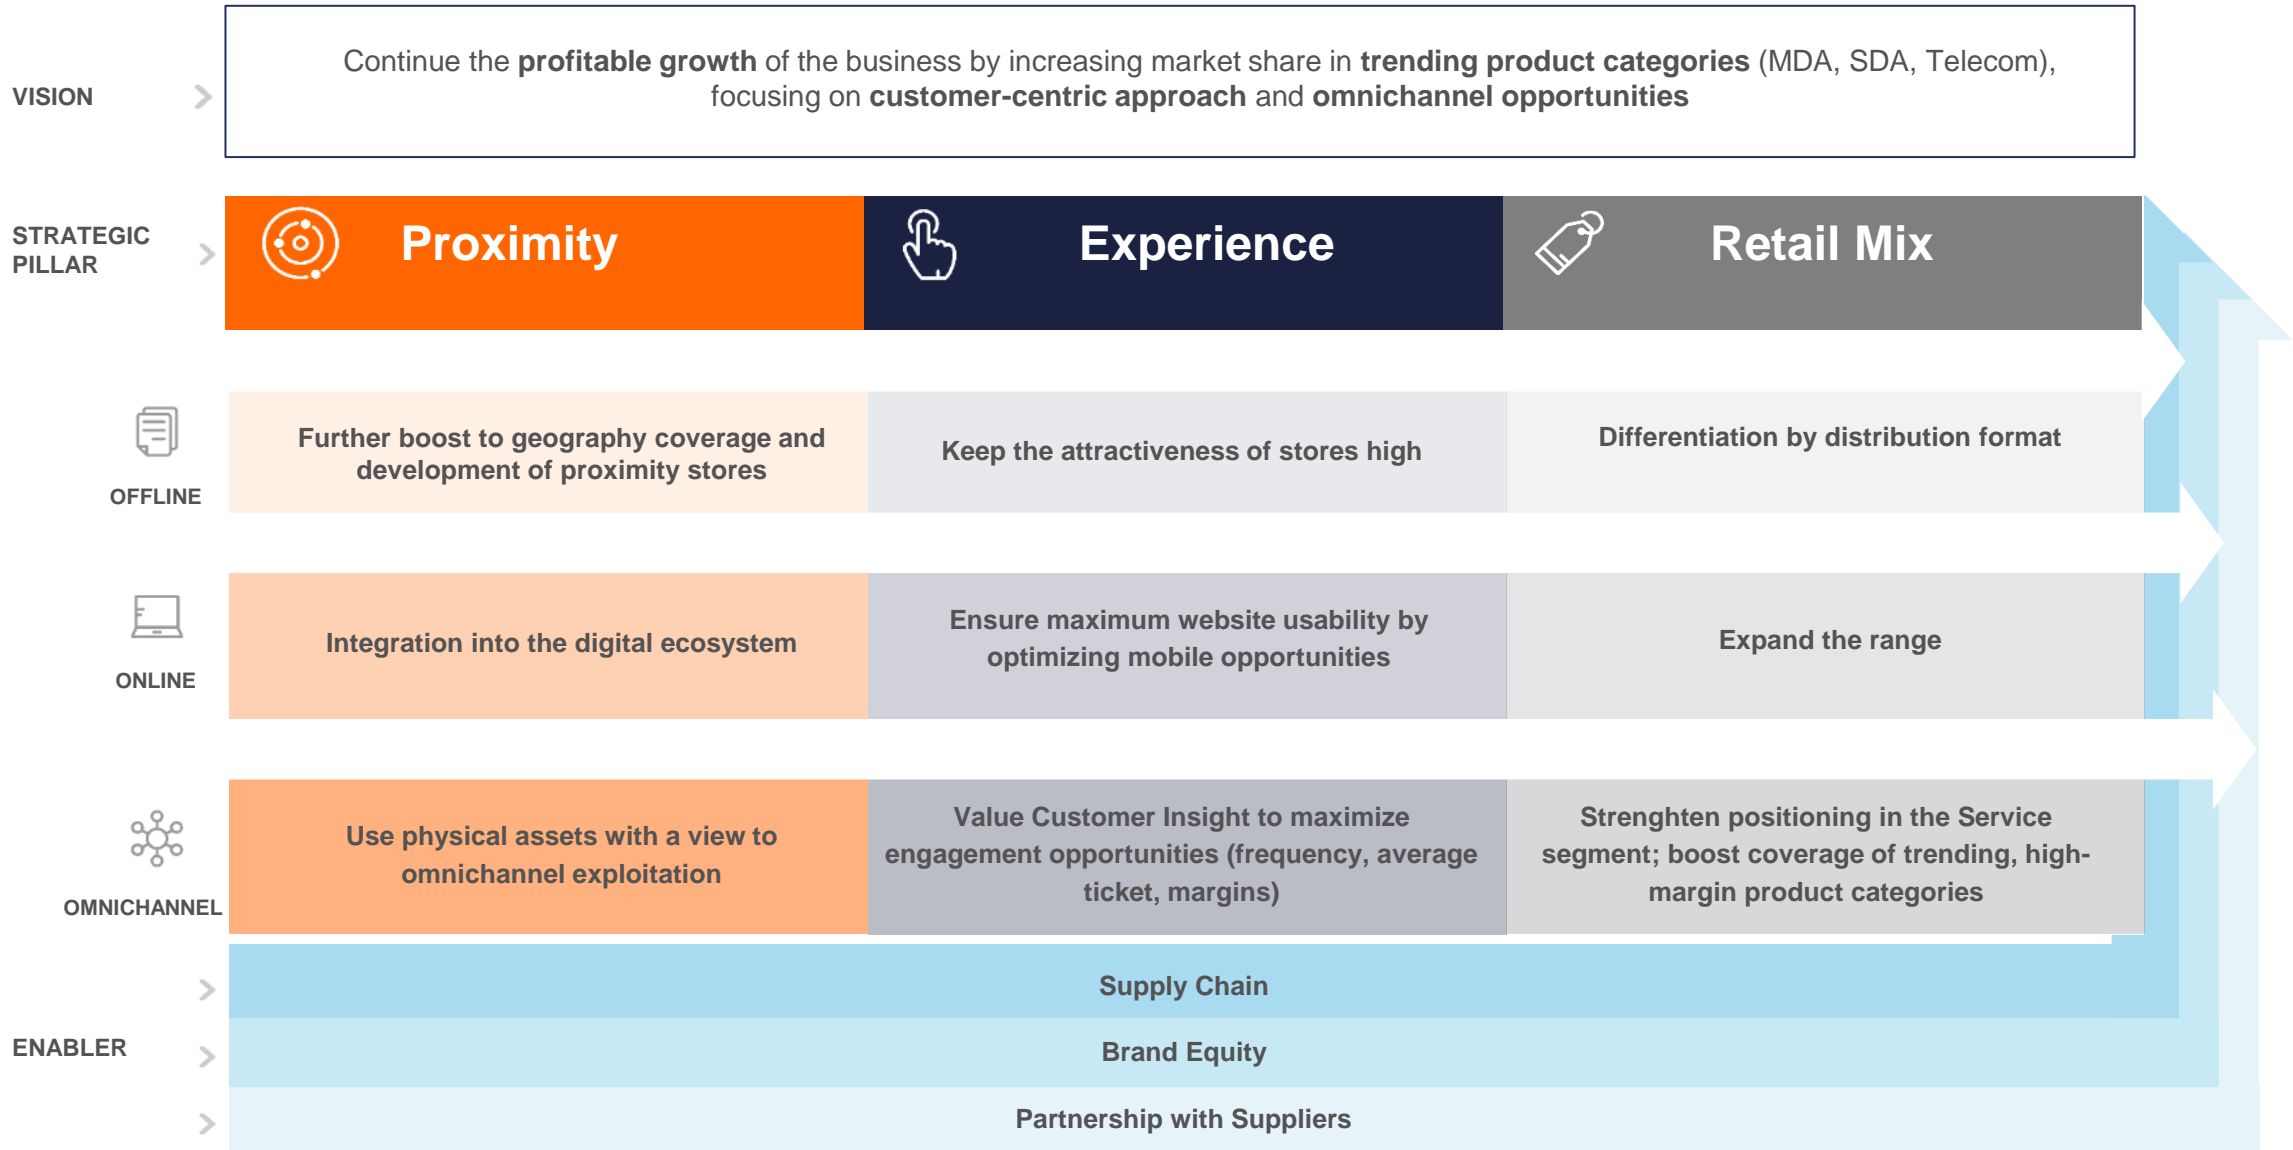 VISION
Continue the profitable growth of the business by increasing market share in trending product categories (MDA, SDA, Telecom),
focusing on customer-centric approach and omnichannel opportunities
STRATEGIC
PILLAR
Proximity
Experience
Retail Mix
OFFLINE
Further boost to geography coverage and
development of proximity stores
Keep the attractiveness of stores high
Differentiation by distribution format
ONLINE
Integration into the digital ecosystem
Ensure maximum website usability by
optimizing mobile opportunities
Expand the range
OMNICHANNEL
Use physical assets with a view to
omnichannel exploitation
Value Customer Insight to maximize
engagement opportunities (frequency, average
ticket, margins)
Strenghten positioning in the Service
segment; boost coverage of trending, high-
margin product categories
ENABLER
Supply Chain
Brand Equity
Partnership with Suppliers